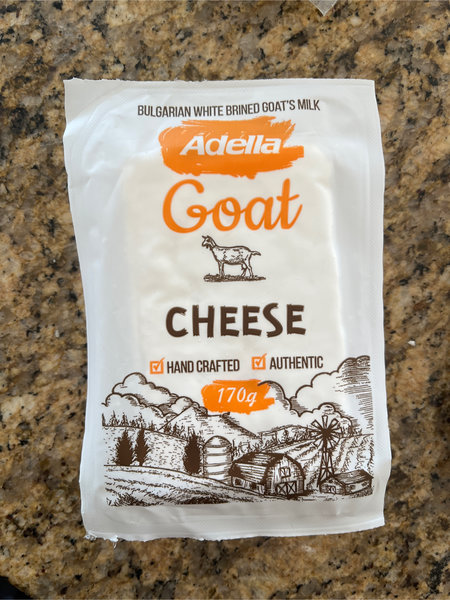 BULGARIAN WHITE BRINED GOAT'S MILK
Adella
Goat
CHEESE
HAND CRAFTED AUTHENTIC
170g